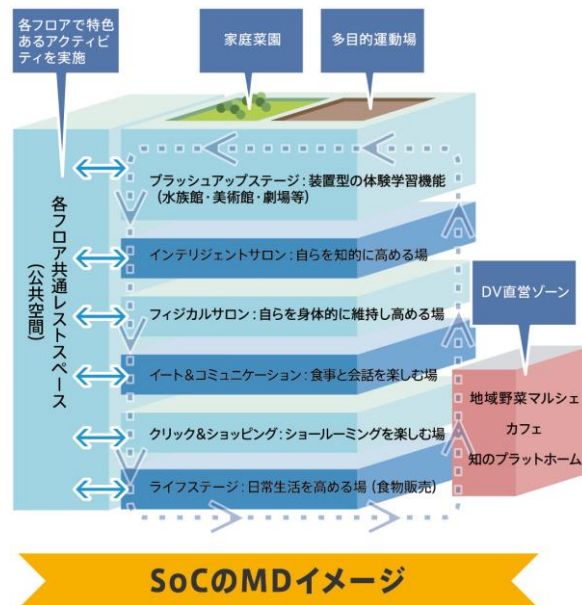 各フロアで特色
あるアクティビ
ティを実施
家庭菜園
多目的運動場
ブラッシュアップステージ：装置型の体験学習機能
（水族館・美術館・劇場等）
インテリジェントサロン：自らを知的に高める場
フィジカルサロン：自らを身体的に維持し高める場
イート&コミュニケーション：食事と会話を楽しむ場
クリック&ショッピング：ショールーミングを楽しむ場
ライフステージ：日常生活を高める場（食物販売）
各フロア共通レストスペース
（公共空間）
DV直営ゾーン
地域野菜マルシェ
カフェ
知のプラットホーム
SoCのMDイメージ